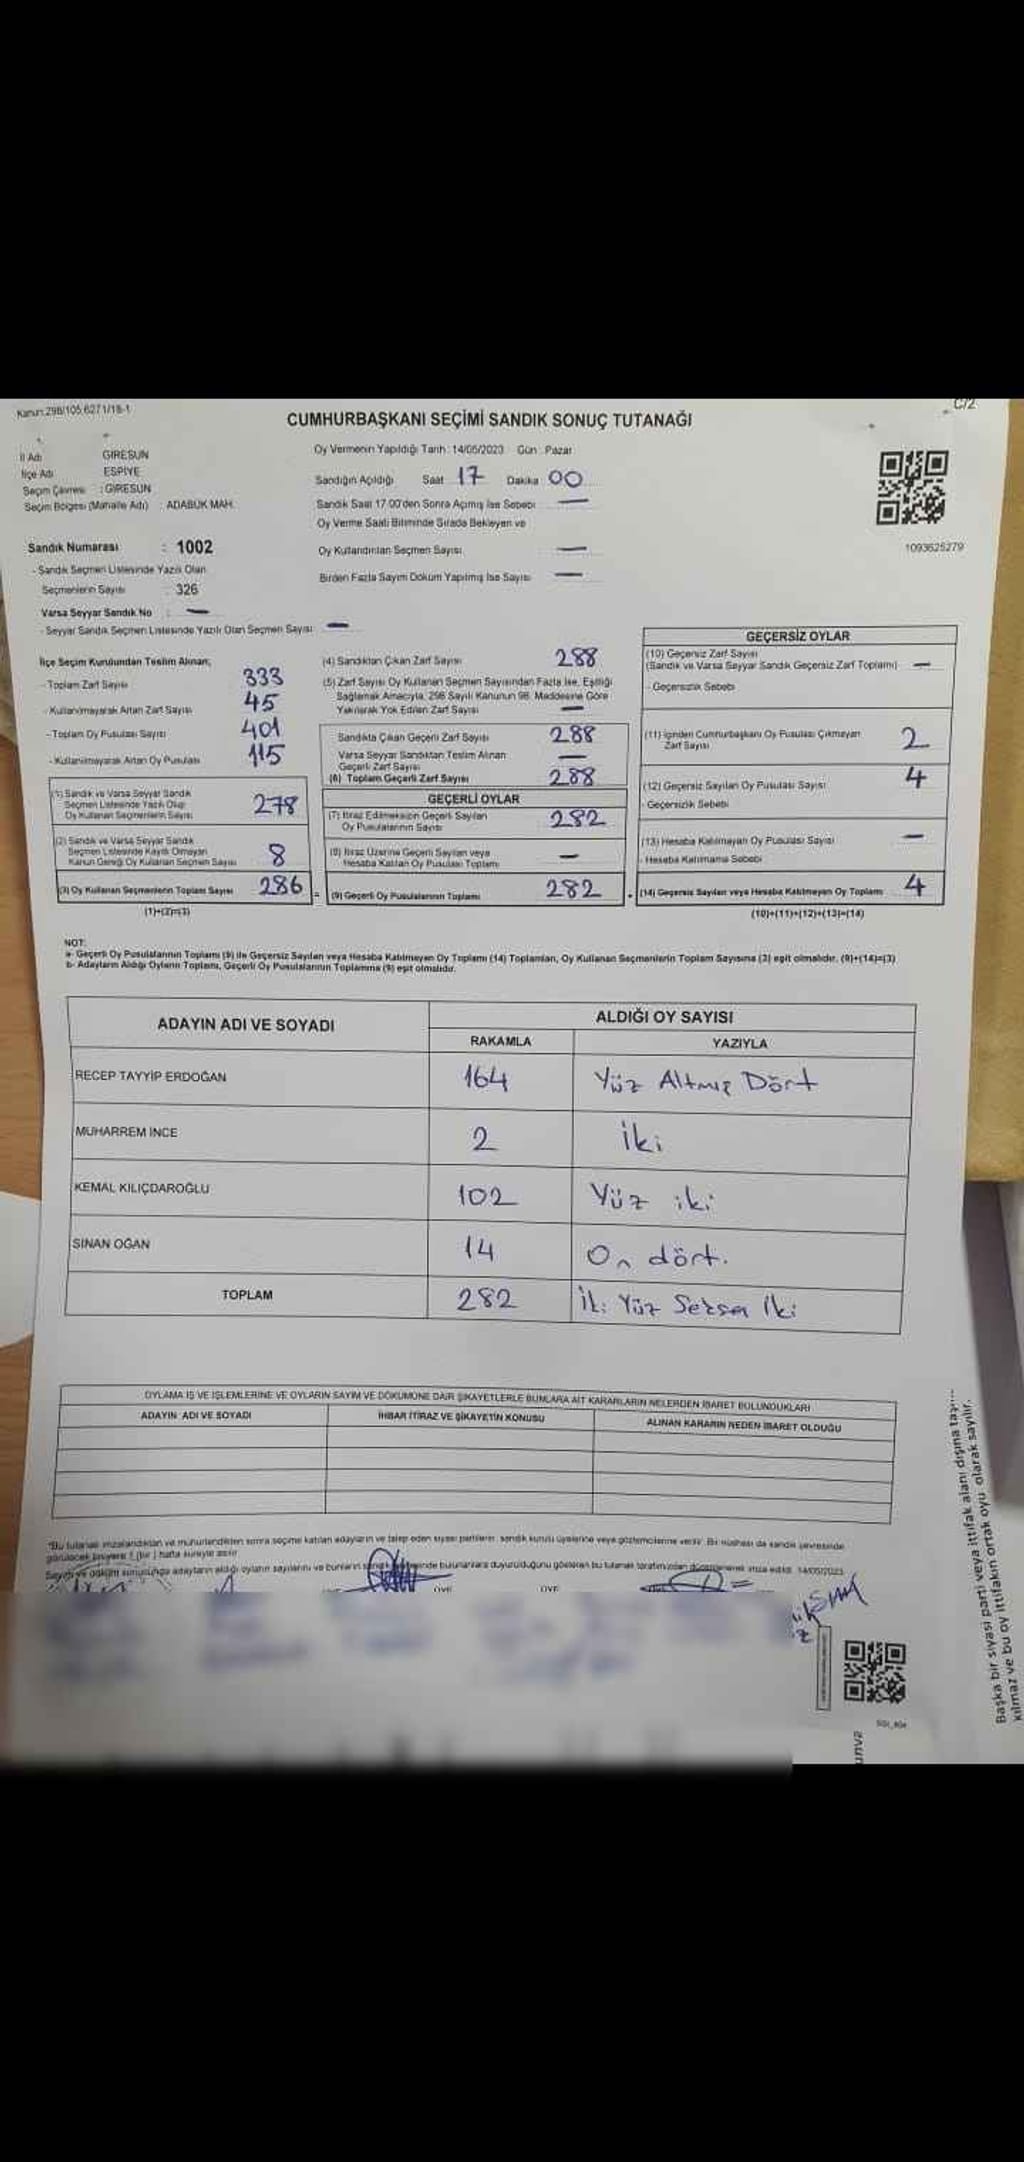 Kanun:298/105,6271/18-1
C/2
CUMHURBAŞKANI SEÇİMİ SANDIK SONUÇ TUTANAĞI
İl Adı GİRESUN
İlçe Adı ESPİYE
Seçim Çevresi : GİRESUN
Seçim Bölgesi (Mahalle Adı) : ADABÜK MAH.
Sandık Numarası : 1002
- Sandık Seçmen Listesinde Yazılı Olan
Seçmenlerin Sayısı : 326
Varsa Seyyar Sandık No : —
- Seyyar Sandık Seçmen Listesinde Yazılı Olan Seçmen Sayısı —
Oy Vermenin Yapıldığı Tarih : 14/05/2023 Gün : Pazar
Sandığın Açıldığı Saat 17 Dakika 00
Sandık Saat 17:00'den Sonra Açılmış İse Sebebi —
Oy Verme Saati Bitiminde Sırada Bekleyen ve
Oy Kullandırılan Seçmen Sayısı —
Birden Fazla Sayım Döküm Yapılmış İse Sayısı —
1093625279
İlçe Seçim Kurulundan Teslim Alınan;
- Toplam Zarf Sayısı 333
- Kullanılmayarak Artan Zarf Sayısı 45
- Toplam Oy Pusulası Sayısı 401
- Kullanılmayarak Artan Oy Pusulası 115
(1) Sandık ve Varsa Seyyar Sandık
Seçmen Listesinde Yazılı Olup
Oy Kullanan Seçmenlerin Sayısı 278
(2) Sandık ve Varsa Seyyar Sandık
Seçmen Listesinde Kayıtlı Olmayan
Kanun Gereği Oy Kullanan Seçmen Sayısı 8
(3) Oy Kullanan Seçmenlerin Toplam Sayısı 286 =
(1)+(2)=(3)
(4) Sandıktan Çıkan Zarf Sayısı 288
(5) Zarf Sayısı Oy Kullanan Seçmen Sayısından Fazla İse, Eşitliği
Sağlamak Amacıyla, 298 Sayılı Kanunun 98. Maddesine Göre
Yakılarak Yok Edilen Zarf Sayısı —
Sandıkta Çıkan Geçerli Zarf Sayısı 288
Varsa Seyyar Sandıktan Teslim Alınan
Geçerli Zarf Sayısı —
(6) Toplam Geçerli Zarf Sayısı 288
GEÇERLİ OYLAR
(7) İtiraz Edilmeksizin Geçerli Sayılan
Oy Pusulalarının Sayısı 282
(8) İtiraz Üzerine Geçerli Sayılan veya
Hesaba Katılan Oy Pusulası Toplamı —
(9) Geçerli Oy Pusulalarının Toplamı 282 +
GEÇERSİZ OYLAR
(10) Geçersiz Zarf Sayısı
(Sandık ve Varsa Seyyar Sandık Geçersiz Zarf Toplamı) —
- Geçersizlik Sebebi
(11) İçinden Cumhurbaşkanı Oy Pusulası Çıkmayan
Zarf Sayısı 2
(12) Geçersiz Sayılan Oy Pusulası Sayısı 4
- Geçersizlik Sebebi
(13) Hesaba Katılmayan Oy Pusulası Sayısı —
- Hesaba Katılmama Sebebi
(14) Geçersiz Sayılan veya Hesaba Katılmayan Oy Toplamı 4
(10)+(11)+(12)+(13)=(14)
NOT:
a- Geçerli Oy Pusulalarının Toplamı (9) ile Geçersiz Sayılan veya Hesaba Katılmayan Oy Toplamı (14) Toplamları, Oy Kullanan Seçmenlerin Toplam Sayısına (3) eşit olmalıdır. (9)+(14)=(3)
b- Adayların Aldığı Oyların Toplamı, Geçerli Oy Pusulalarının Toplamına (9) eşit olmalıdır.
ADAYIN ADI VE SOYADI
ALDIĞI OY SAYISI
RAKAMLA YAZIYLA
RECEP TAYYİP ERDOĞAN 164 Yüz Altmış Dört
MUHARREM İNCE 2 iki
KEMAL KILIÇDAROĞLU 102 Yüz iki
SİNAN OĞAN 14 On dört.
TOPLAM 282 İki Yüz Seksen İki
OYLAMA İŞ VE İŞLEMLERİNE VE OYLARIN SAYIM VE DÖKÜMÜNE DAİR ŞİKAYETLERLE BUNLARA AİT KARARLARIN NELERDEN İBARET BULUNDUKLARI
ADAYIN ADI VE SOYADI İHBAR İTİRAZ VE ŞİKAYETİN KONUSU ALINAN KARARIN NEDEN İBARET OLDUĞU
*Bu tutanak imzalandıktan ve mühürlendikten sonra seçime katılan adayların ve talep eden siyasi partilerin, sandık kurulu üyelerine veya gözlemcilerine verilir. Bir nüshası da sandık çevresinde
görülecek bir yere 1 (bir) hafta süreyle asılır
Sayım ve döküm sonucunda adayların aldığı oyların sayılarını ve bunların bulunanlara duyurulduğunu gösteren bu tutanak tarafımızdan düzenlenerek imza edildi. 14/05/2023
ÜYE ÜYE
Başka bir siyasi parti veya ittifak alanı dışına
kılmaz ve bu oy ittifakın ortak oyu olarak sayılır.